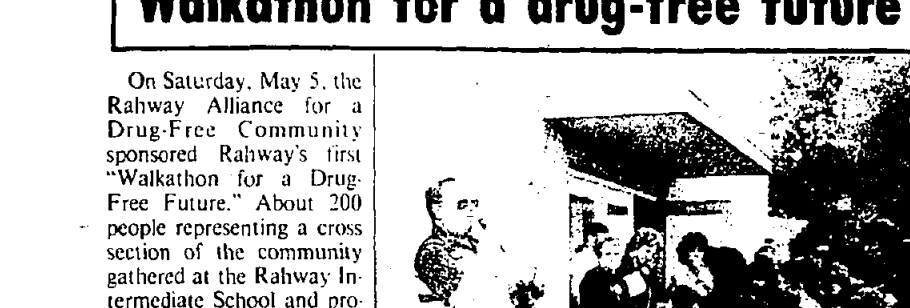 Walkathon for a drug-free future
On Saturday, May 5, the
Rahway Alliance for a
Drug-Free Community
sponsored Rahway's first
"Walkathon for a Drug-
Free Future." About 200
people representing a cross
section of the community
gathered at the Rahway In-
termediate School and pro-